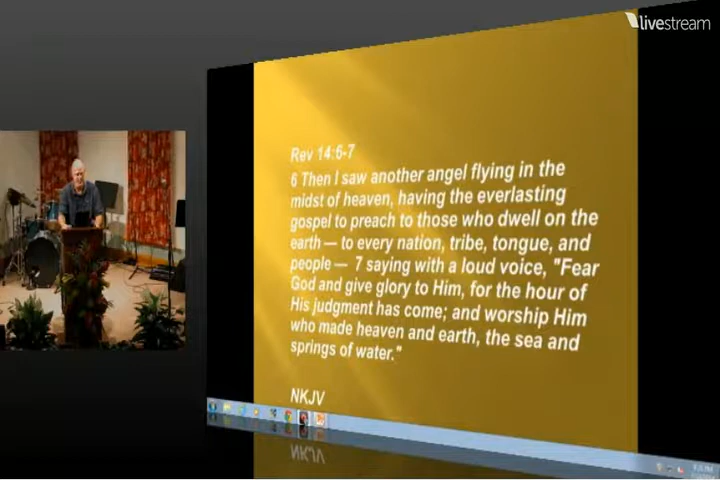 livestream
Rev 14:6-7
6 Then I saw another angel flying in the
midst of heaven, having the everlasting
gospel to preach to those who dwell on the
earth — to every nation, tribe, tongue, and
people — 7 saying with a loud voice, "Fear
God and give glory to Him, for the hour of
His judgment has come; and worship Him
who made heaven and earth, the sea and
springs of water."
NKJV
NKJV